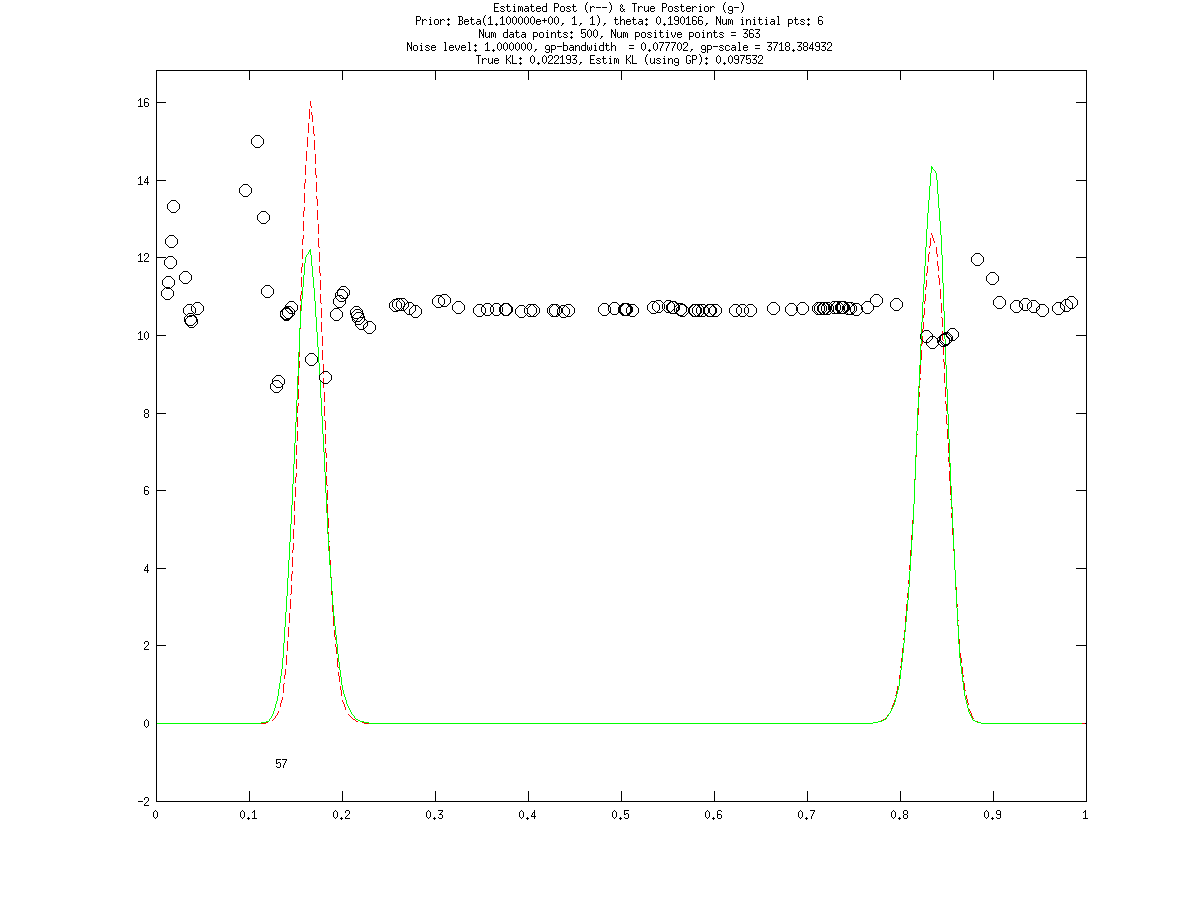 Estimated Post (r--) & True Posterior (g-)
Prior: Beta(1.100000e+00, 1, 1), theta: 0.190166, Num initial pts: 6
Num data points: 500, Num positive points = 363
Noise level: 1.000000, gp-bandwidth  = 0.077702, gp-scale = 3718.384932
True KL: 0.022193, Estim KL (using GP): 0.097532
16
14
12
10
8
6
4
2
0
57
-2
0 0.1 0.2 0.3 0.4 0.5 0.6 0.7 0.8 0.9 1